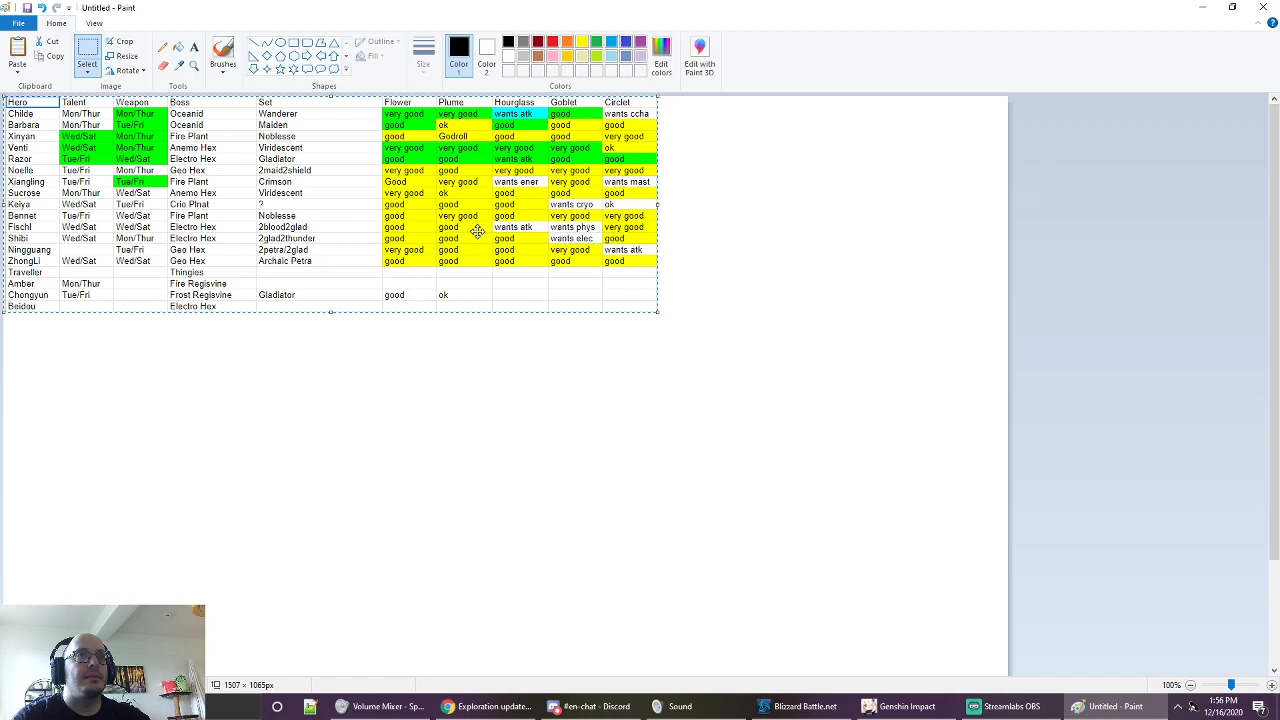 Untitled - Paint
File Home View
Paste Cut Copy Clipboard
Select Crop Resize Rotate Image
Tools
Brushes
Shapes Outline Fill
Size
Color 1 Color 2 Colors
Edit colors
Edit with Paint 3D
Hero Talent Weapon Boss Set Flower Plume Hourglass Goblet Circlet
Childe Mon/Thur Mon/Thur Oceanid Wanderer very good very good wants atk good wants ccha
Barbara Mon/Thur Tue/Fri Oceanid Maiden good ok good good good
Xinyan Wed/Sat Mon/Thur Fire Plant Noblesse good Godroll good good very good
Venti Wed/Sat Mon/Thur Anemo Hex Viridescent very good very good very good very good ok
Razor Tue/Fri Wed/Sat Electro Hex Gladiator good good wants atk good good
Noelle Tue/Fri Mon/Thur Geo Hex 2maid2shield very good good very good very good very good
Xiangling Tue/Fri Tue/Fri Fire Plant Crimson Good very good wants ener very good wants mast
Sucrose Mon/Thur Wed/Sat Anemo Hex Viridescent very good ok good good good
Keiya Wed/Sat Tue/Fri Crio Plnat ? good good good wants cryo ok
Bennet Tue/Fri Wed/Sat Fire Plant Noblesse good very good good very good very good
Fischl Wed/Sat Wed/Sat Electro Hex 2blood2glad good good wants atk wants phys very good
Shibi Wed/Sat Mon/Thur Electro Hex 2glad2thunder good good good wants elec good
Ningguang Tue/Fri Geo Hex 2petra/2glad very good good good very good wants atk
ZhongLi Wed/Sat Wed/Sat Geo Hex Archaic Petra good good good good good
Traveller Thingies
Amber Mon/Thur Fire Regisvine
Chongyun Tue/Fri Frost Regisvine Gladiator good ok
Beidou Electro Hex
1507 × 1065px 100%
Volume Mixer - Sp... Exploration update... #en-chat - Discord Sound Blizzard Battle.net Genshin Impact Streamlabs OBS Untitled - Paint
1:56 PM
12/16/2020